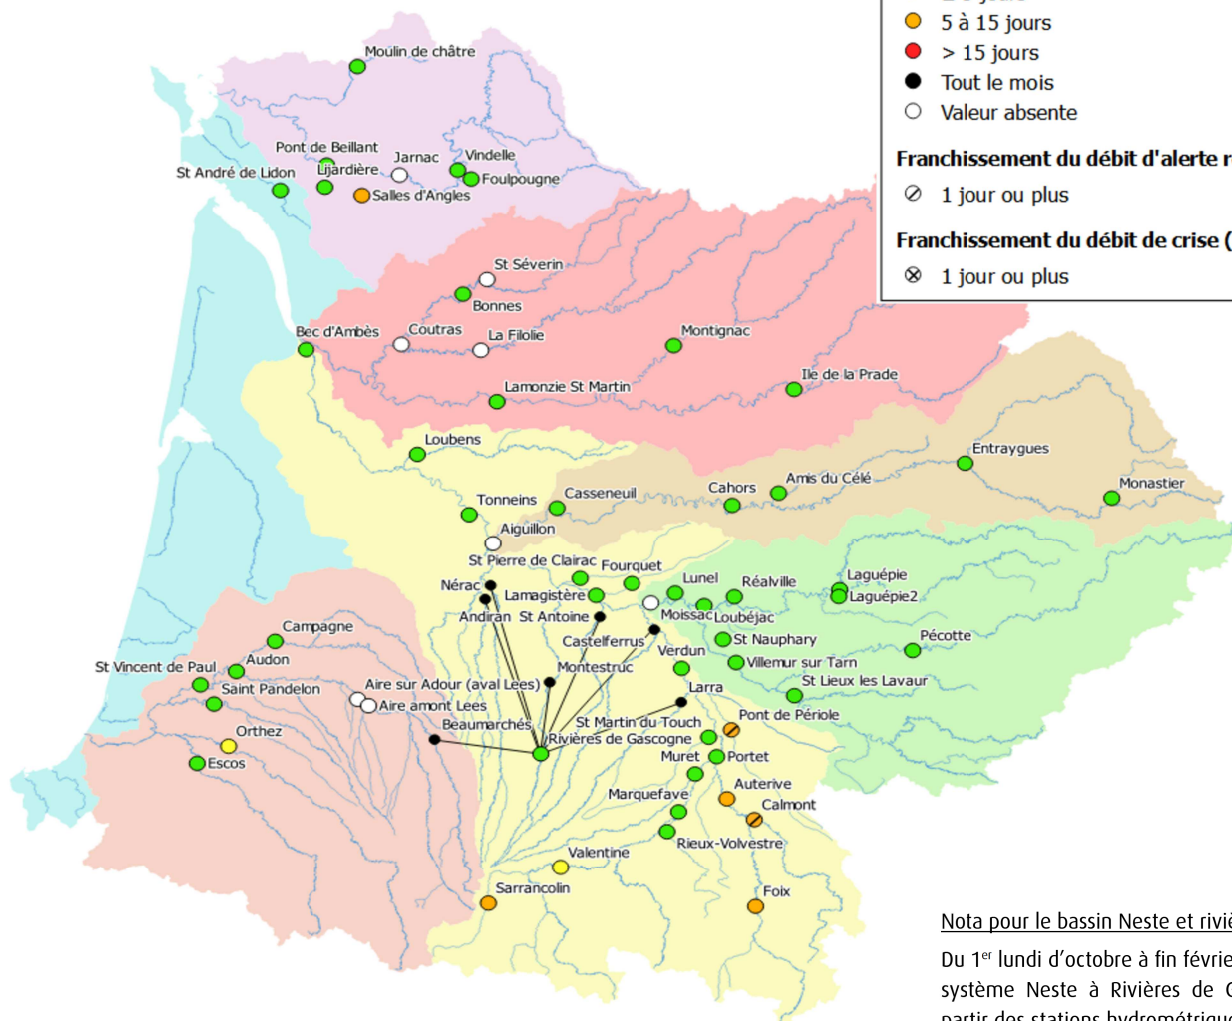 5 à 15 jours
> 15 jours
Tout le mois
Valeur absente
Franchissement du débit d'alerte
1 jour ou plus
Franchissement du débit de crise (
1 jour ou plus
Moulin de châtre
Pont de Beillant
Jarnac
Vindelle
St André de Lidon
Lijardière
Foulpougne
Salles d'Angles
St Séverin
Bonnes
Bec d'Ambès
Coutras
La Filolie
Montignac
Lamonzie St Martin
Ile de la Prade
Loubens
Entraygues
Amis du Célé
Monastier
Cahors
Casseneuil
Tonneins
Aiguillon
St Pierre de Clairac
Fourquet
Nérac
Lamagistère
Lunel
Réalville
Laguépie
Laguépie2
Andiran
St Antoine
Moissac
Loubéjac
Campagne
Castelferrus
St Nauphary
Pécotte
St Vincent de Paul
Audon
Verdun
Villemur sur Tarn
Montestruc
St Lieux les Lavaur
Saint Pandelon
Aire sur Adour (aval Lees)
Larra
Aire amont Lees
Orthez
Beaumarchés
St Martin du Touch
Pont de Périole
Rivières de Gascogne
Escos
Muret
Portet
Auterive
Marquefave
Calmont
Rieux-Volvestre
Valentine
Sarrancolin
Foix
Nota pour le bassin Neste et
Du 1er lundi d'octobre à fin
système Neste à Rivières de
partir des stations